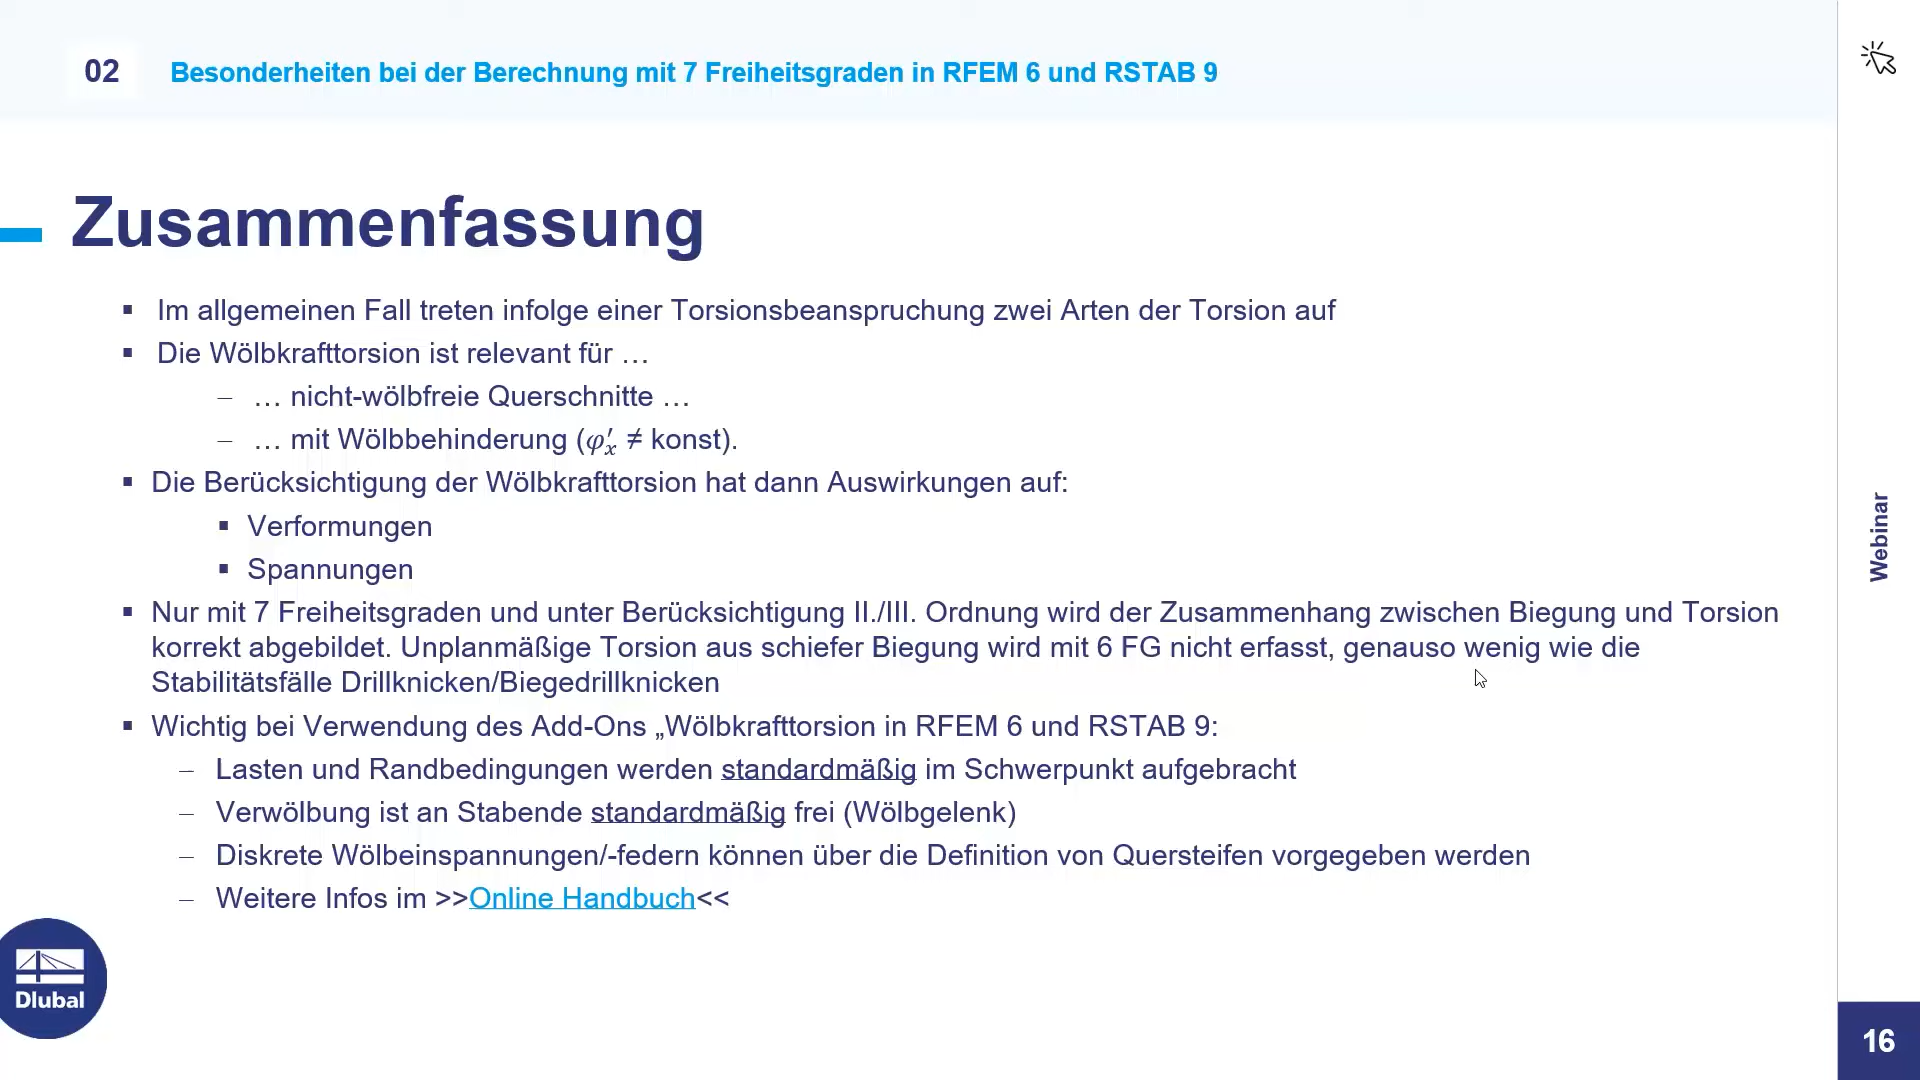 02
Besonderheiten bei der Berechnung mit 7 Freiheitsgraden in RFEM 6 und RSTAB 9
Zusammenfassung
▪ Im allgemeinen Fall treten infolge einer Torsionsbeanspruchung zwei Arten der Torsion auf
▪ Die Wölbkrafttorsion ist relevant für …
– … nicht-wölbfreie Querschnitte …
– … mit Wölbbehinderung (φ′ₓ ≠ konst).
▪ Die Berücksichtigung der Wölbkrafttorsion hat dann Auswirkungen auf:
▪ Verformungen
▪ Spannungen
▪ Nur mit 7 Freiheitsgraden und unter Berücksichtigung II./III. Ordnung wird der Zusammenhang zwischen Biegung und Torsion
korrekt abgebildet. Unplanmäßige Torsion aus schiefer Biegung wird mit 6 FG nicht erfasst, genauso wenig wie die
Stabilitätsfälle Drillknicken/Biegedrillknicken
▪ Wichtig bei Verwendung des Add-Ons „Wölbkrafttorsion in RFEM 6 und RSTAB 9:
– Lasten und Randbedingungen werden standardmäßig im Schwerpunkt aufgebracht
– Verwölbung ist an Stabende standardmäßig frei (Wölbgelenk)
– Diskrete Wölbeinspannungen/-federn können über die Definition von Quersteifen vorgegeben werden
– Weitere Infos im >>Online Handbuch<<
Webinar
Dlubal
16